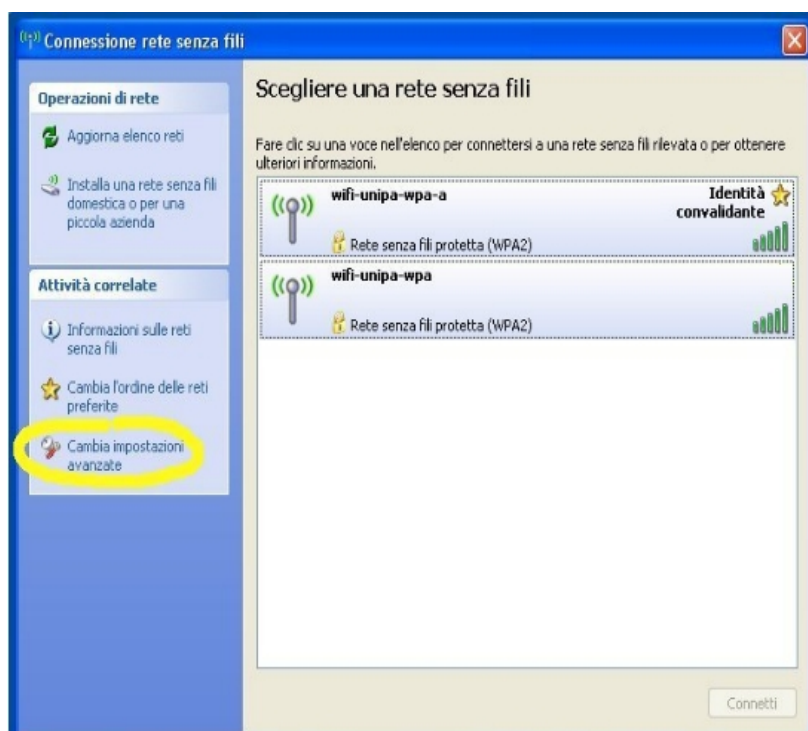 Connessione rete senza fili
Operazioni di rete
Aggiorna elenco reti
Installa una rete senza fili
domestica o per una
piccola azienda
Attività correlate
Informazioni sulle reti
senza fili
Cambia l'ordine delle reti
preferite
Cambia impostazioni
avanzate
Scegliere una rete senza fili
Fare clic su una voce nell'elenco per connettersi a una rete senza fili rilevata o per ottenere
ulteriori informazioni.
wifi-unipa-wpa-a
Identità
convalidante
Rete senza fili protetta (WPA2)
wifi-unipa-wpa
Rete senza fili protetta (WPA2)
Connetti